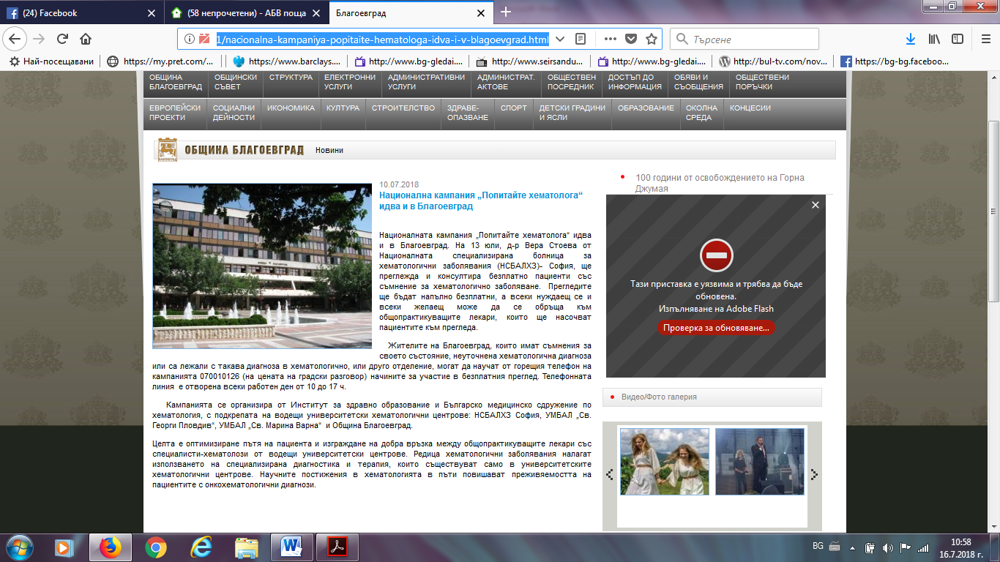 (24) Facebook
(58 непрочетени) - АБВ поща
Благоевград
1/nacionalna-kampaniya-popitaite-hematologa-idva-i-v-blagoevgrad.html
Търсене
Най-посещавани
https://my.pret.com/...
https://www.barclays....
http://www.bg-gledai....
http://www.seirsandu...
http://www.bg-gledai....
http://bul-tv.com/nov...
https://bg-bg.faceboo...
ОБЩИНА БЛАГОЕВГРАД
ОБЩИНСКИ СЪВЕТ
СТРУКТУРА
ЕЛЕКТРОННИ УСЛУГИ
АДМИНИСТРАТИВНИ УСЛУГИ
АДМИНИСТРАТ. АКТОВЕ
ОБЩЕСТВЕН ПОСРЕДНИК
ДОСТЪП ДО ИНФОРМАЦИЯ
ОБЯВИ И СЪОБЩЕНИЯ
ОБЩЕСТВЕНИ ПОРЪЧКИ
ЕВРОПЕЙСКИ ПРОЕКТИ
СОЦИАЛНИ ДЕЙНОСТИ
ИКОНОМИКА
КУЛТУРА
СТРОИТЕЛСТВО
ЗДРАВЕ-ОПАЗВАНЕ
СПОРТ
ДЕТСКИ ГРАДИНИ И ЯСЛИ
ОБРАЗОВАНИЕ
ОКОЛНА СРЕДА
КОНЦЕСИИ
ОБЩИНА БЛАГОЕВГРАД
Новини
10.07.2018
Национална кампания „Попитайте хематолога“
идва и в Благоевград
Националната кампания „Попитайте хематолога“ идва
и в Благоевград. На 13 юли, д-р Вера Стоева от
Националната специализирана болница за
хематологични заболявания (НСБАЛХЗ)- София, ще
преглежда и консултира безплатно пациенти със
съмнение за хематологично заболяване. Прегледите
ще бъдат напълно безплатни, а всеки нуждаещ се и
всеки желаещ може да се обръща към
общопрактикуващите лекари, които ще насочват
пациентите към прегледа.
Жителите на Благоевград, които имат съмнения за
своето състояние, неуточнена хематологична диагноза
или са лежали с такава диагноза в хематологично, или друго отделение, могат да научат от горещия телефон на
кампанията 070010126 (на цената на градски разговор) начините за участие в безплатния преглед. Телефонната
линия е отворена всеки работен ден от 10 до 17 ч.
Кампанията се организира от Институт за здравно образование и Българско медицинско сдружение по
хематология, с подкрепата на водещи университетски хематологични центрове: НСБАЛХЗ София, УМБАЛ „Св.
Георги Пловдив“, УМБАЛ „Св. Марина Варна“ и Община Благоевград.
Целта е оптимизиране пътя на пациента и изграждане на добра връзка между общопрактикуващите лекари със
специалисти-хематолози от водещи университетски центрове. Редица хематологични заболявания налагат
използването на специализирана диагностика и терапия, които съществуват само в университетските
хематологични центрове. Научните постижения в хематологията в пъти повишават преживяемостта на
пациентите с онкохематологични диагнози.
100 години от освобождението на Горна
Джумая
Тази приставка е уязвима и трябва да бъде
обновена.
Изпълняване на Adobe Flash
Проверка за обновяване...
Видео/Фото галерия
BG
10:58
16.7.2018 г.